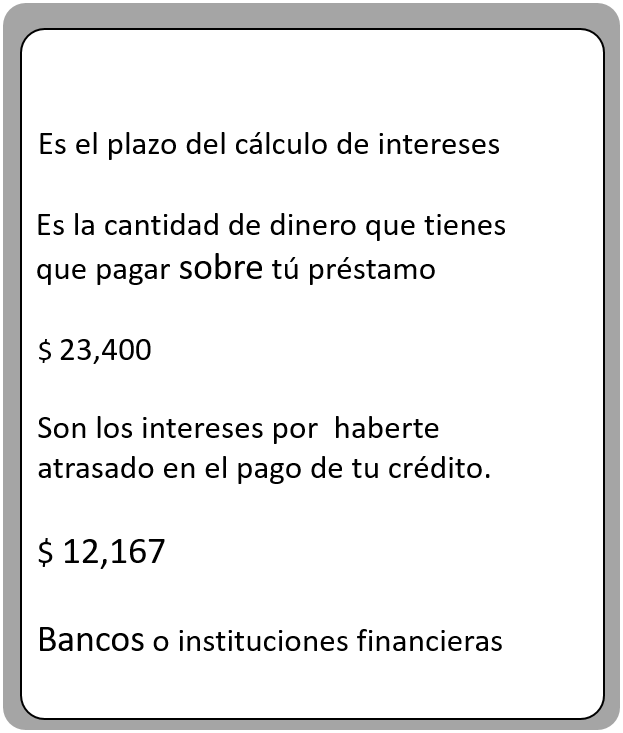 Es el plazo del cálculo de intereses
Es la cantidad de dinero que tienes
que pagar sobre tú préstamo
$ 23,400
Son los intereses por  haberte
atrasado en el pago de tu crédito.
$ 12,167
Bancos o instituciones financieras